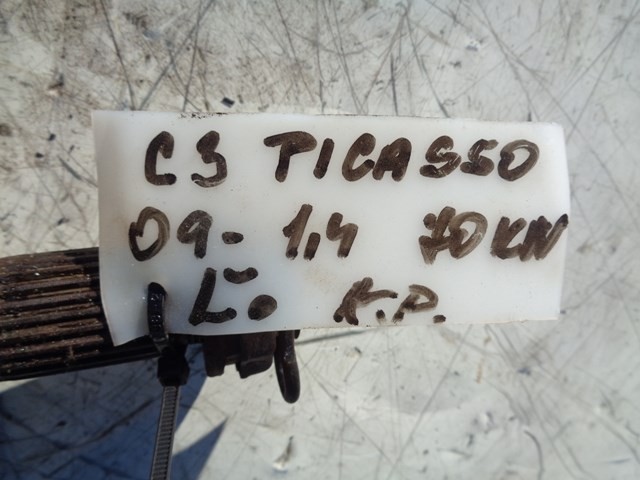 C3 PICASSO
09- 1,4 70KW
K.P.